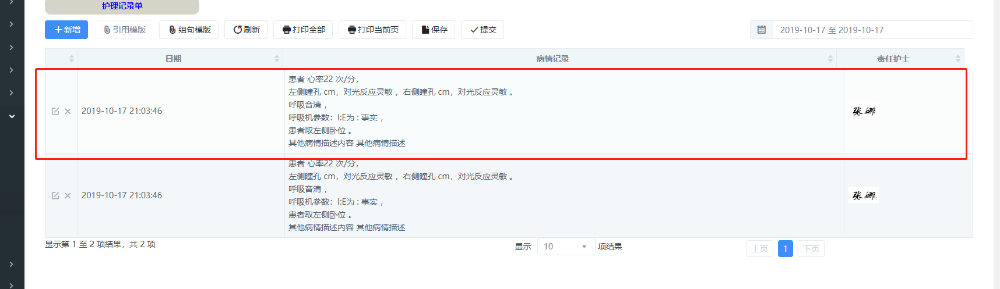 护理记录单
新增 引用模版 组句模版 刷新 打印全部 打印当前页 保存 提交 2019-10-17 至 2019-10-17
日期 病情记录 责任护士
患者 心率22 次/分，
左侧瞳孔 cm，对光反应灵敏 ，右侧瞳孔 cm，对光反应灵敏 。
呼吸音清 ，
呼吸机参数：I:E为 : 事实 ，
患者取左侧卧位 。
其他病情描述内容 其他病情描述
2019-10-17 21:03:46
张娜
患者 心率22 次/分，
左侧瞳孔 cm，对光反应灵敏 ，右侧瞳孔 cm，对光反应灵敏 。
呼吸音清 ，
呼吸机参数：I:E为 : 事实 ，
患者取左侧卧位 。
其他病情描述内容 其他病情描述
2019-10-17 21:03:46
张娜
显示第 1 至 2 项结果，共 2 项
显示 10 项结果
上页 1 下页